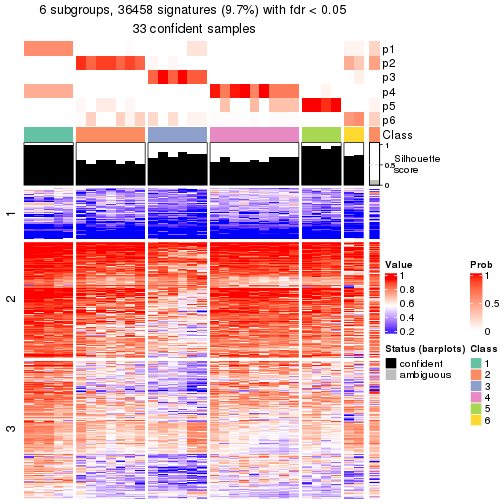 6 subgroups, 36458 signatures (9.7%) with fdr < 0.05
33 confident samples
p1
p2
p3
p4
p5
p6
Class
1
0.5
0
Silhouette
score
1
2
3
Value
1
0.8
0.6
0.4
0.2
Prob
1
0.5
0
Status (barplots)
confident
ambiguous
Class
1
2
3
4
5
6